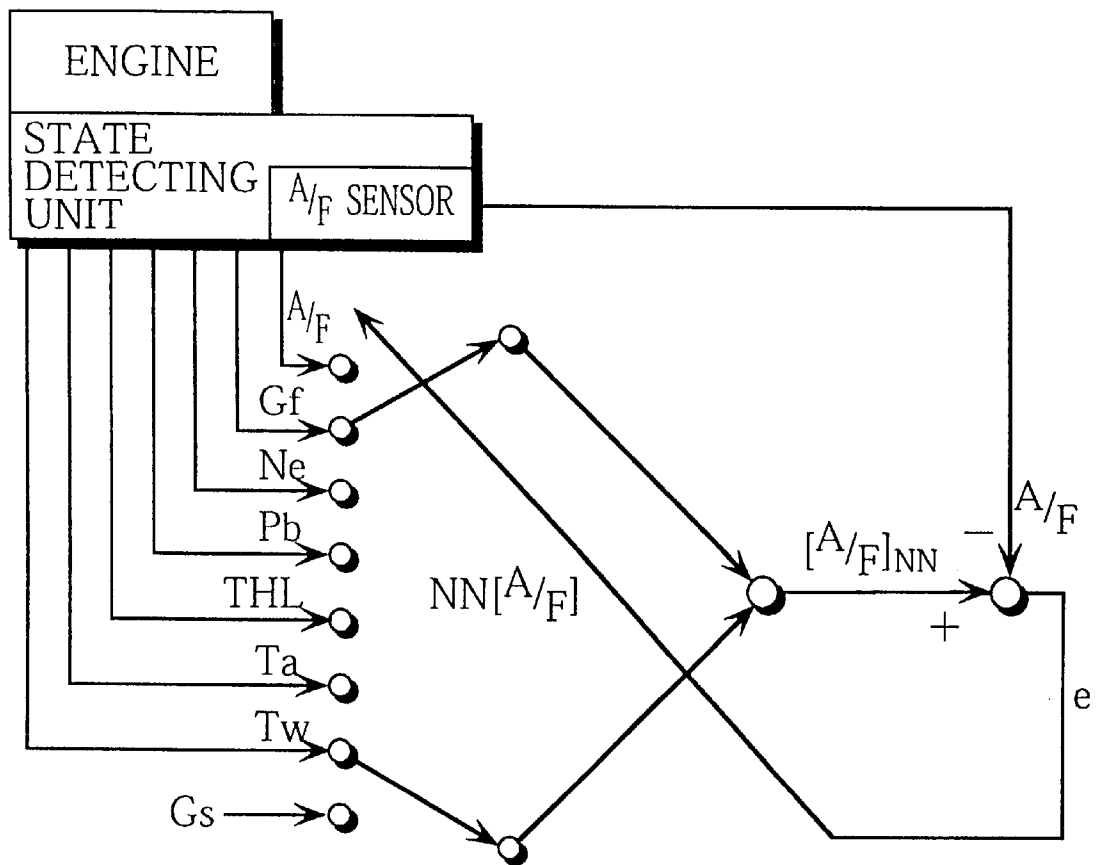 ENGINE
STATE
DETECTING
UNIT
A/F SENSOR
A/F
Gf
Ne
Pb
THL
Ta
Tw
Gs
NN[A/F]
[A/F]NN
+
−
A/F
e